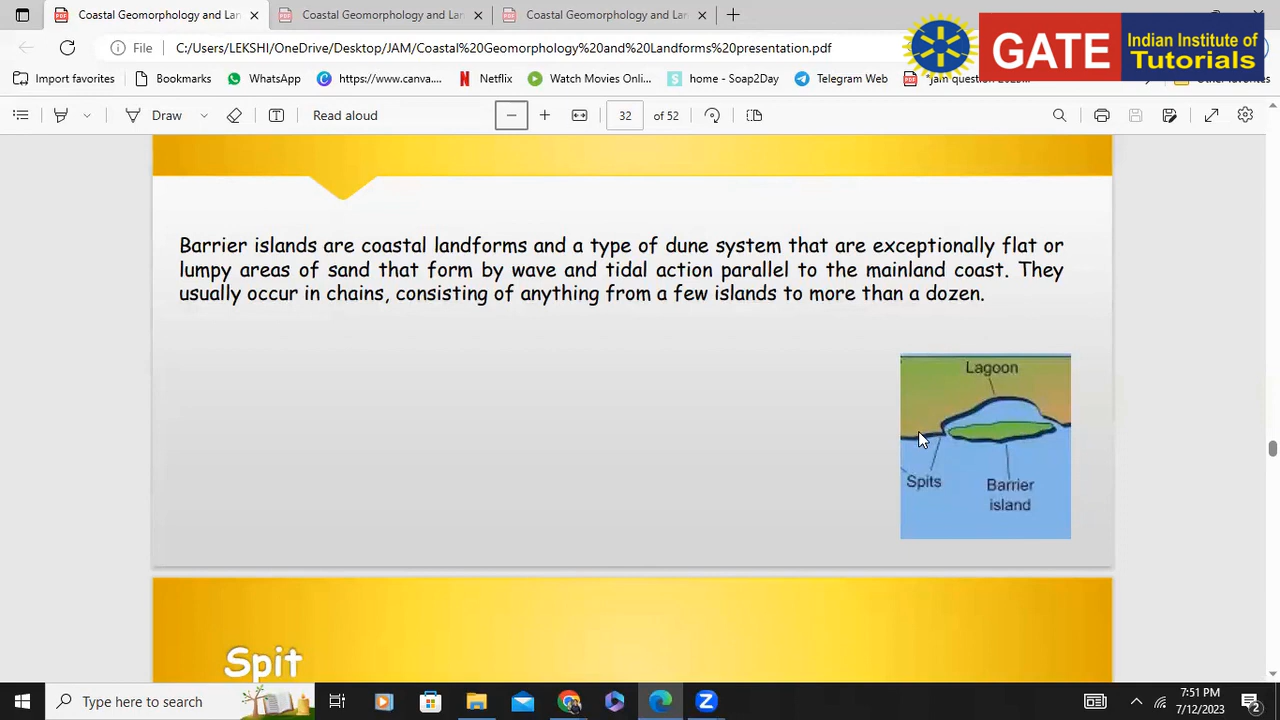 Coastal Geomorphology and Lar
Coastal Geomorphology and Lar
Coastal Geomorphology and Lar
File
C:/Users/LEKSHI/OneDrive/Desktop/JAM/Coastal%20Geomorphology%20and%20Landforms%20presentation.pdf
GATE
Indian Institute of
Tutorials
Import favorites
Bookmarks
WhatsApp
https://www.canva...
Netflix
Watch Movies Onli...
home - Soap2Day
Telegram Web
Draw
Read aloud
32
of 52
Barrier islands are coastal landforms and a type of dune system that are exceptionally flat or
lumpy areas of sand that form by wave and tidal action parallel to the mainland coast. They
usually occur in chains, consisting of anything from a few islands to more than a dozen.
Lagoon
Spits
Barrier
island
Spit
Type here to search
7:51 PM
7/12/2023
2